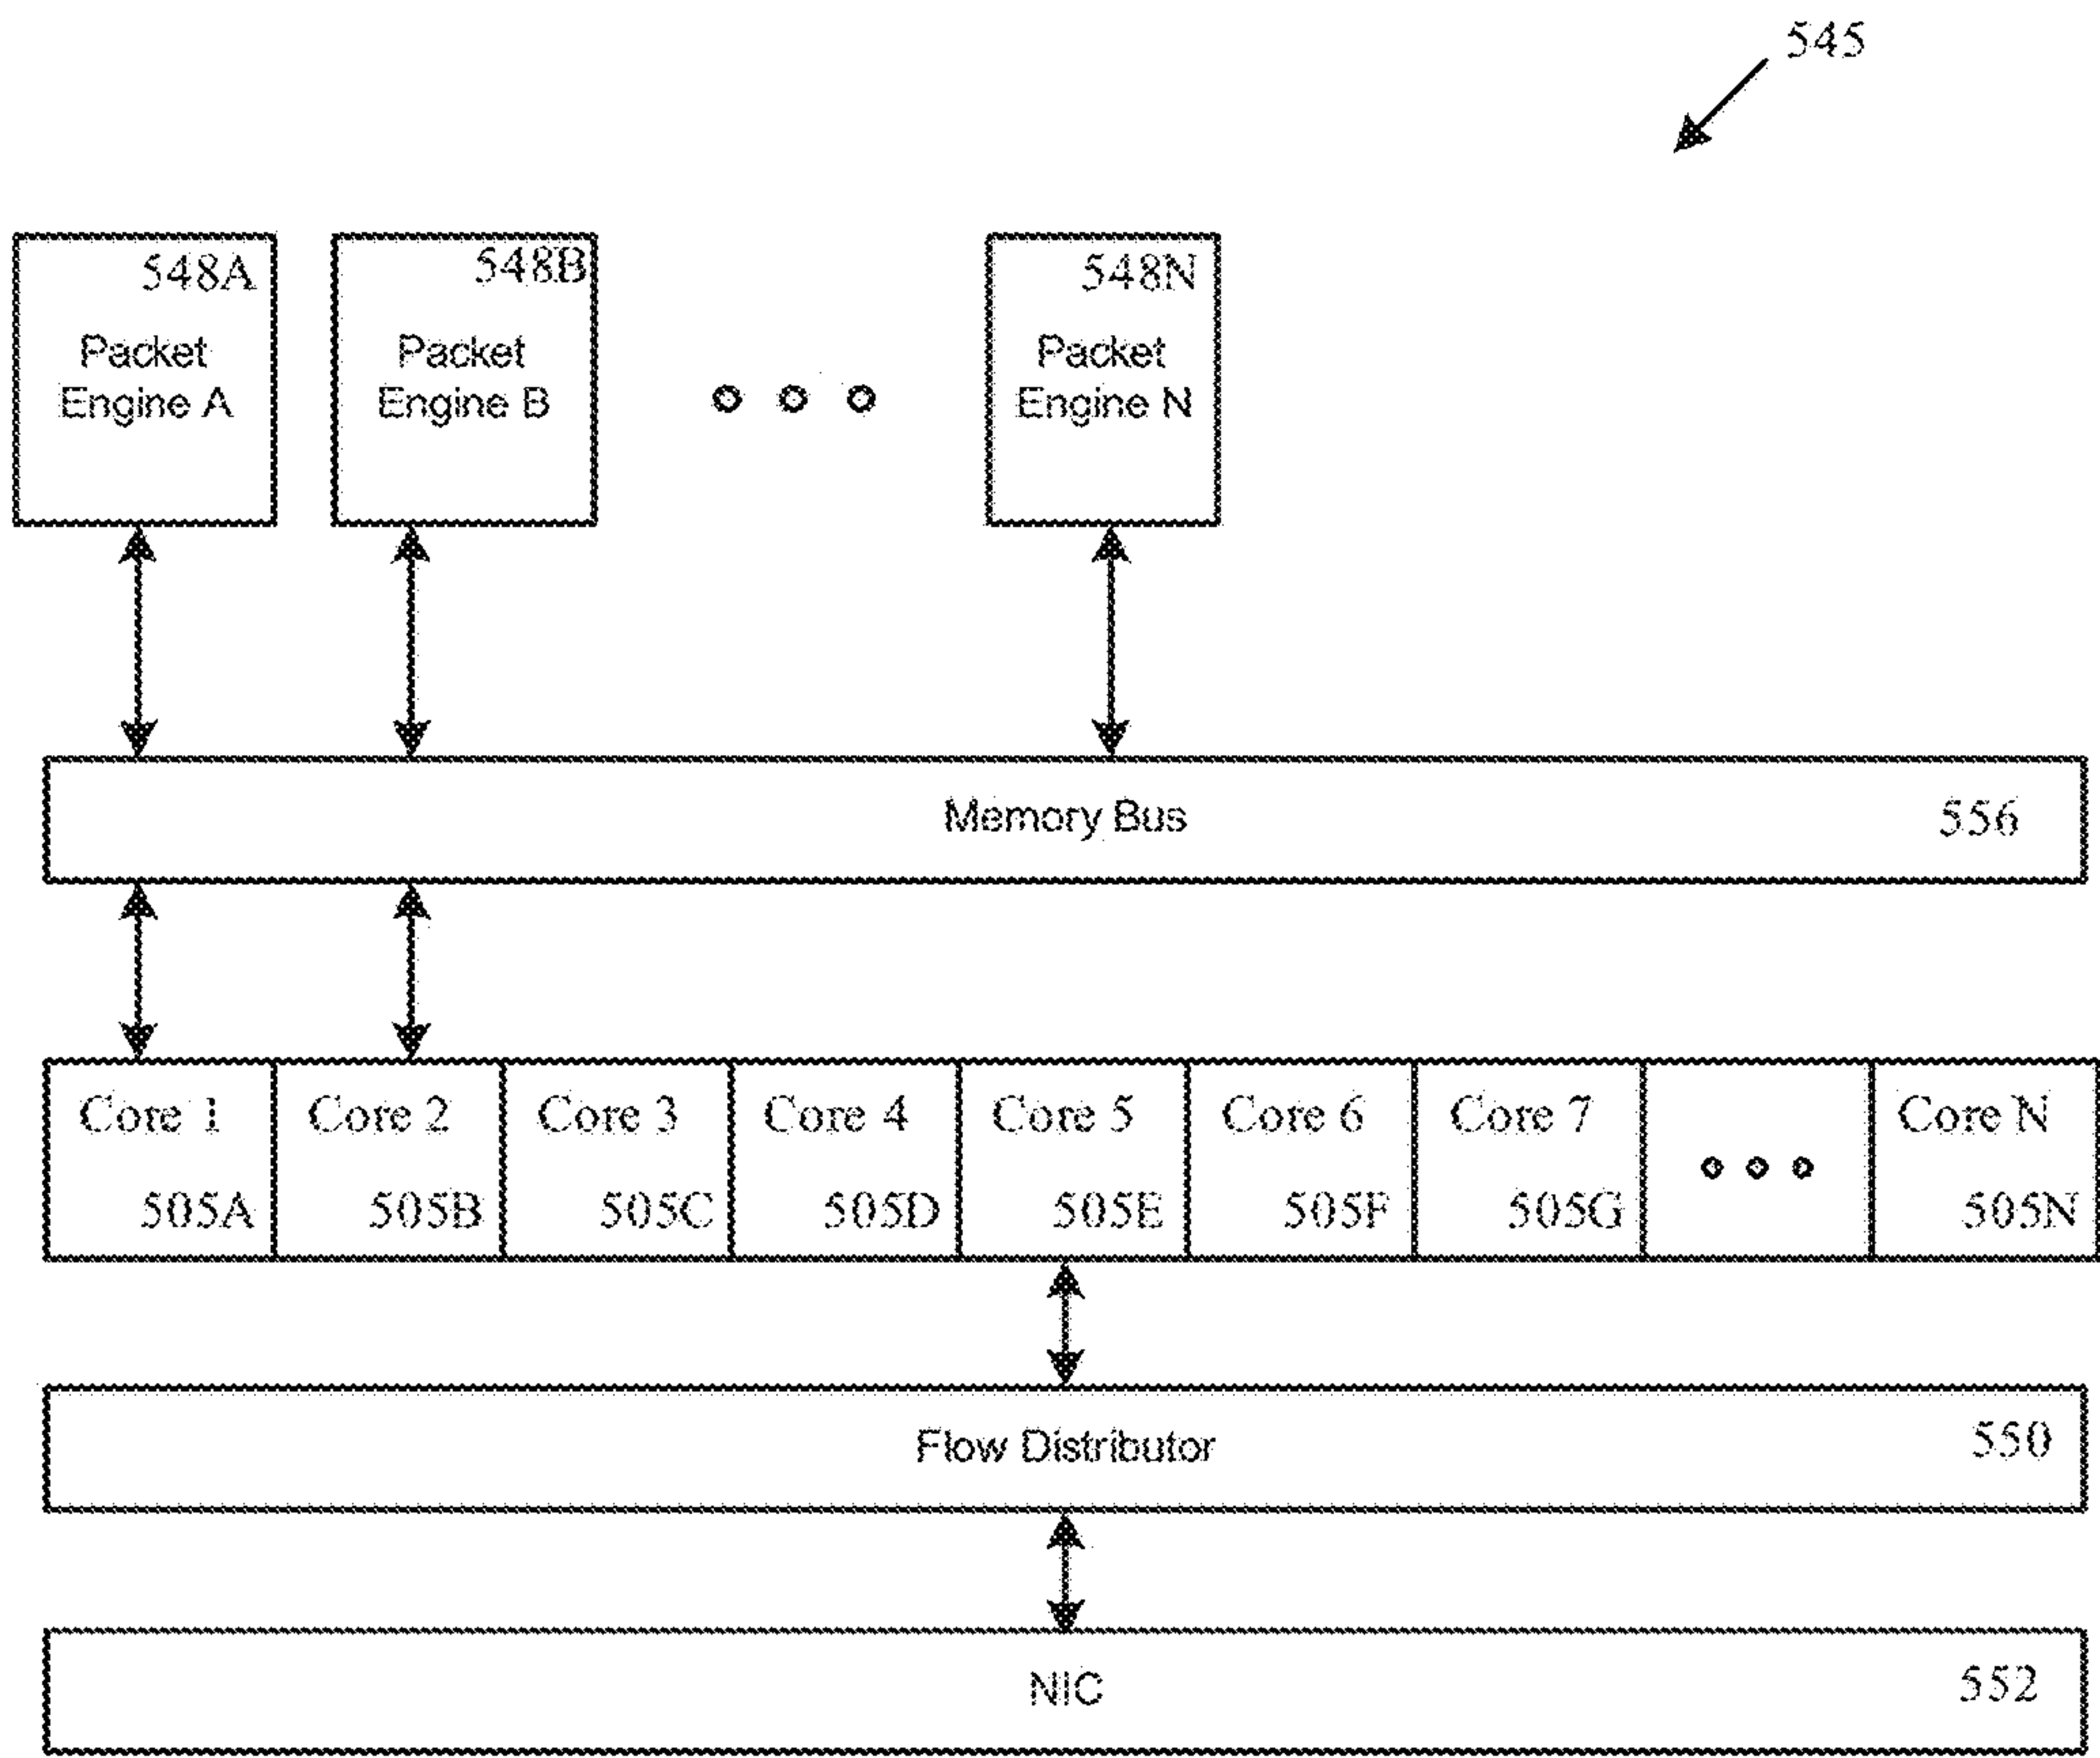 545
548A 548B 548N
Packet Packet Packet
Engine A Engine B Engine N
Memory Bus 556
Core 1 Core 2 Core 3 Core 4 Core 5 Core 6 Core 7 Core N
505A 505B 505C 505D 505E 505F 505G 505N
Flow Distributor 550
NIC 552